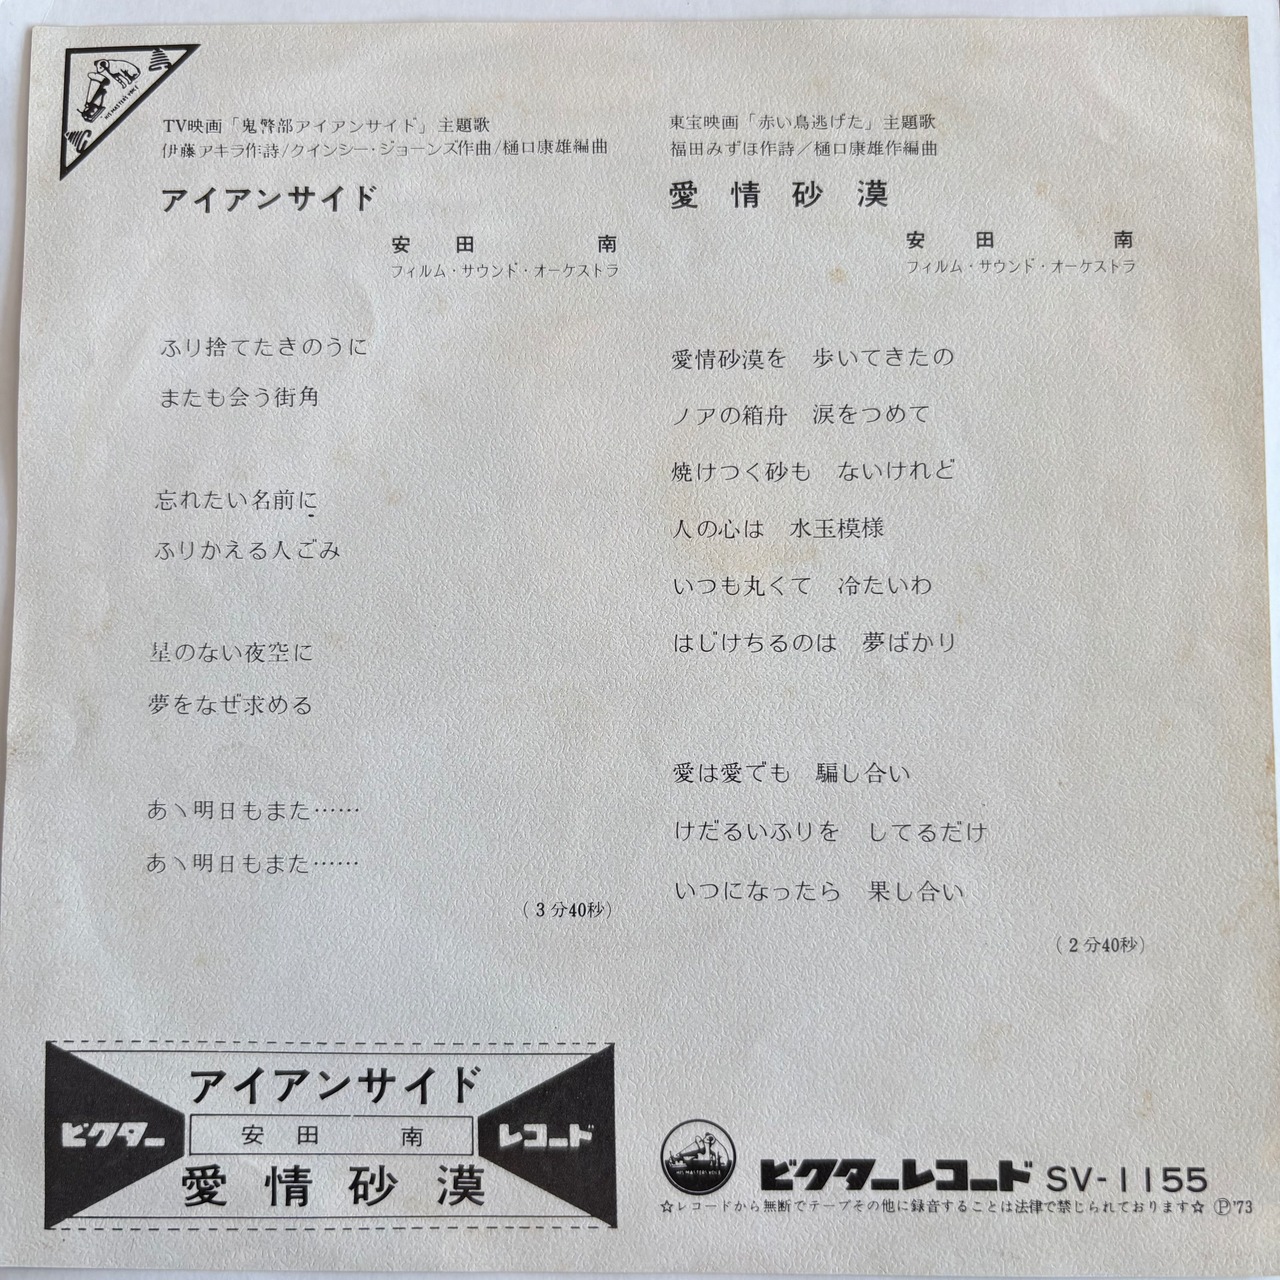 "HIS MASTER'S VOICE"
TV映画「鬼警部アイアンサイド」主題歌
伊藤アキラ作詩/クインシー・ジョーンズ作曲/樋口康雄編曲
アイアンサイド
安田 南
フィルム・サウンド・オーケストラ
ふり捨てたきのうに
またも会う街角
忘れたい名前に
ふりかえる人ごみ
星のない夜空に
夢をなぜ求める
あヽ明日もまた……
あヽ明日もまた……
(3分40秒)
東宝映画「赤い鳥逃げた」主題歌
福田みずほ作詩/樋口康雄作編曲
愛情砂漠
安田 南
フィルム・サウンド・オーケストラ
愛情砂漠を 歩いてきたの
ノアの箱舟 涙をつめて
焼けつく砂も ないけれど
人の心は 水玉模様
いつも丸くて 冷たいわ
はじけちるのは 夢ばかり
愛は愛でも 騙し合い
けだるいふりを してるだけ
いつになったら 果し合い
(2分40秒)
アイアンサイド
ビクター 安田 南 レコード
愛情砂漠
HIS MASTER'S VOICE
ビクターレコード SV-1155
☆レコードから無断でテープその他に録音することは法律で禁じられております☆ Ⓟ'73